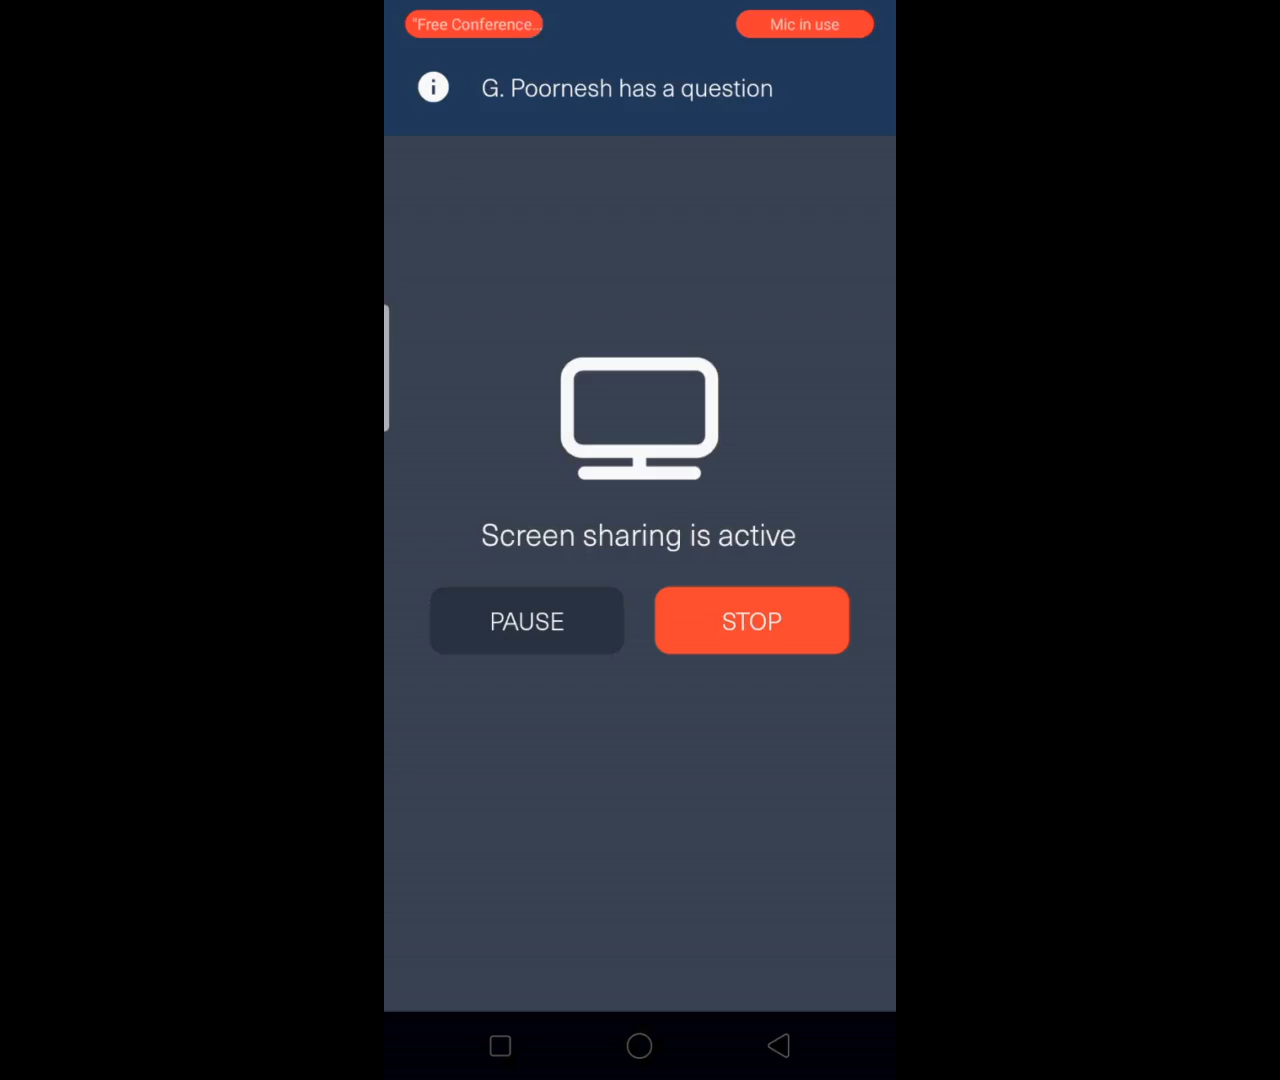 "Free Conference...
Mic in use
G. Poornesh has a question
Screen sharing is active
PAUSE
STOP